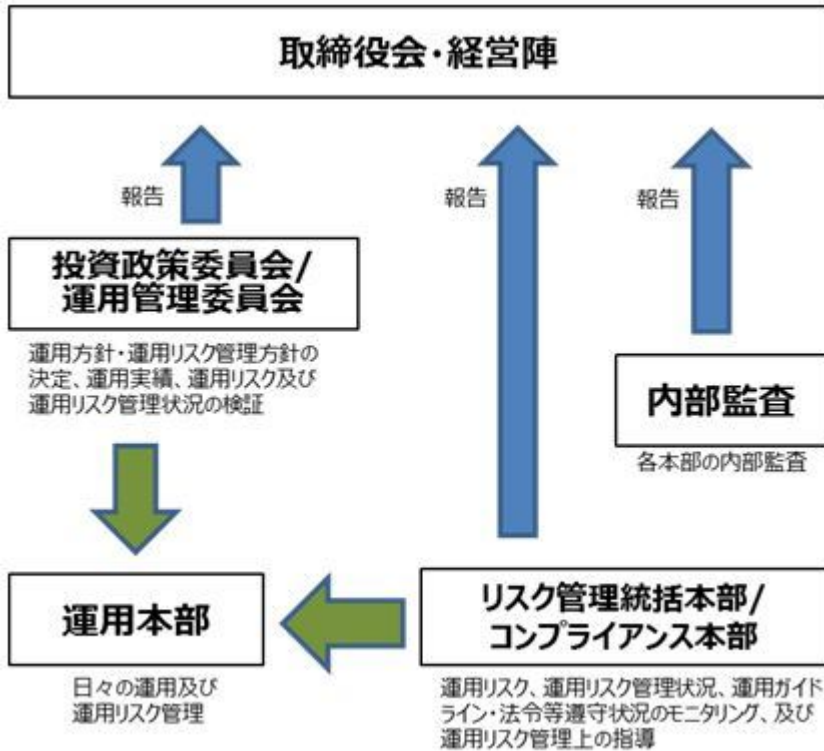 取締役会・経営陣
報告
報告
報告
投資政策委員会/
運用管理委員会
運用方針・運用リスク管理方針の
決定、運用実績、運用リスク及び
運用リスク管理状況の検証
内部監査
各本部の内部監査
運用本部
日々の運用及び
運用リスク管理
リスク管理統括本部/
コンプライアンス本部
運用リスク、運用リスク管理状況、運用ガイド
ライン・法令等遵守状況のモニタリング、及び
運用リスク管理上の指導